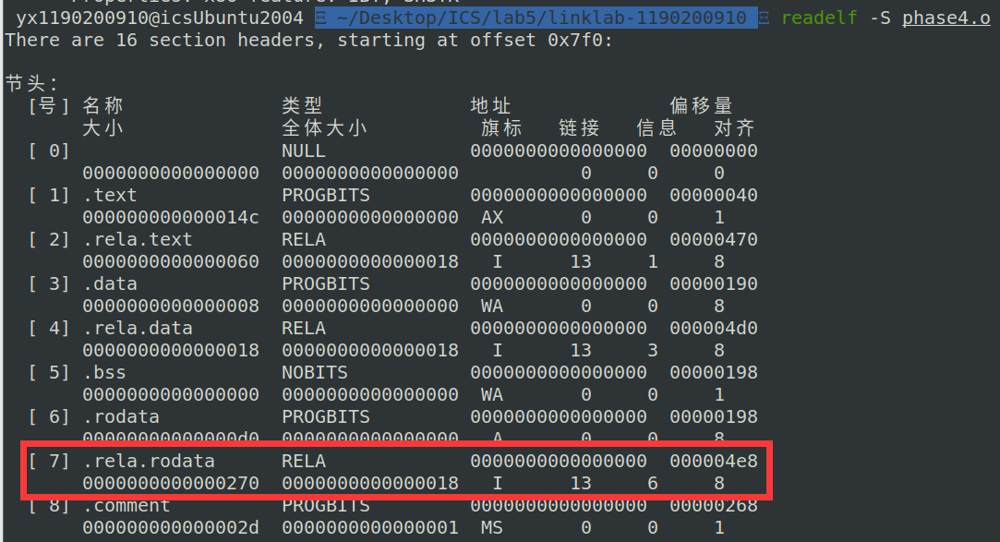 yx1190200910@icsUbuntu2004 ~/Desktop/ICS/lab5/linklab-1190200910 readelf -S phase4.o
There are 16 section headers, starting at offset 0x7f0:
节头：
[号] 名称 类型 地址 偏移量
大小 全体大小 旗标 链接 信息 对齐
[ 0] NULL 0000000000000000 00000000
0000000000000000 0000000000000000 0 0 0
[ 1] .text PROGBITS 0000000000000000 00000040
000000000000014c 0000000000000000 AX 0 0 1
[ 2] .rela.text RELA 0000000000000000 00000470
0000000000000060 0000000000000018 I 13 1 8
[ 3] .data PROGBITS 0000000000000000 00000190
0000000000000008 0000000000000000 WA 0 0 8
[ 4] .rela.data RELA 0000000000000000 000004d0
0000000000000018 0000000000000018 I 13 3 8
[ 5] .bss NOBITS 0000000000000000 00000198
0000000000000000 0000000000000000 WA 0 0 1
[ 6] .rodata PROGBITS 0000000000000000 00000198
00000000000000d0 0000000000000000 A 0 0 8
[ 7] .rela.rodata RELA 0000000000000000 000004e8
0000000000000270 0000000000000018 I 13 6 8
[ 8] .comment PROGBITS 0000000000000000 00000268
000000000000002d 0000000000000001 MS 0 0 1